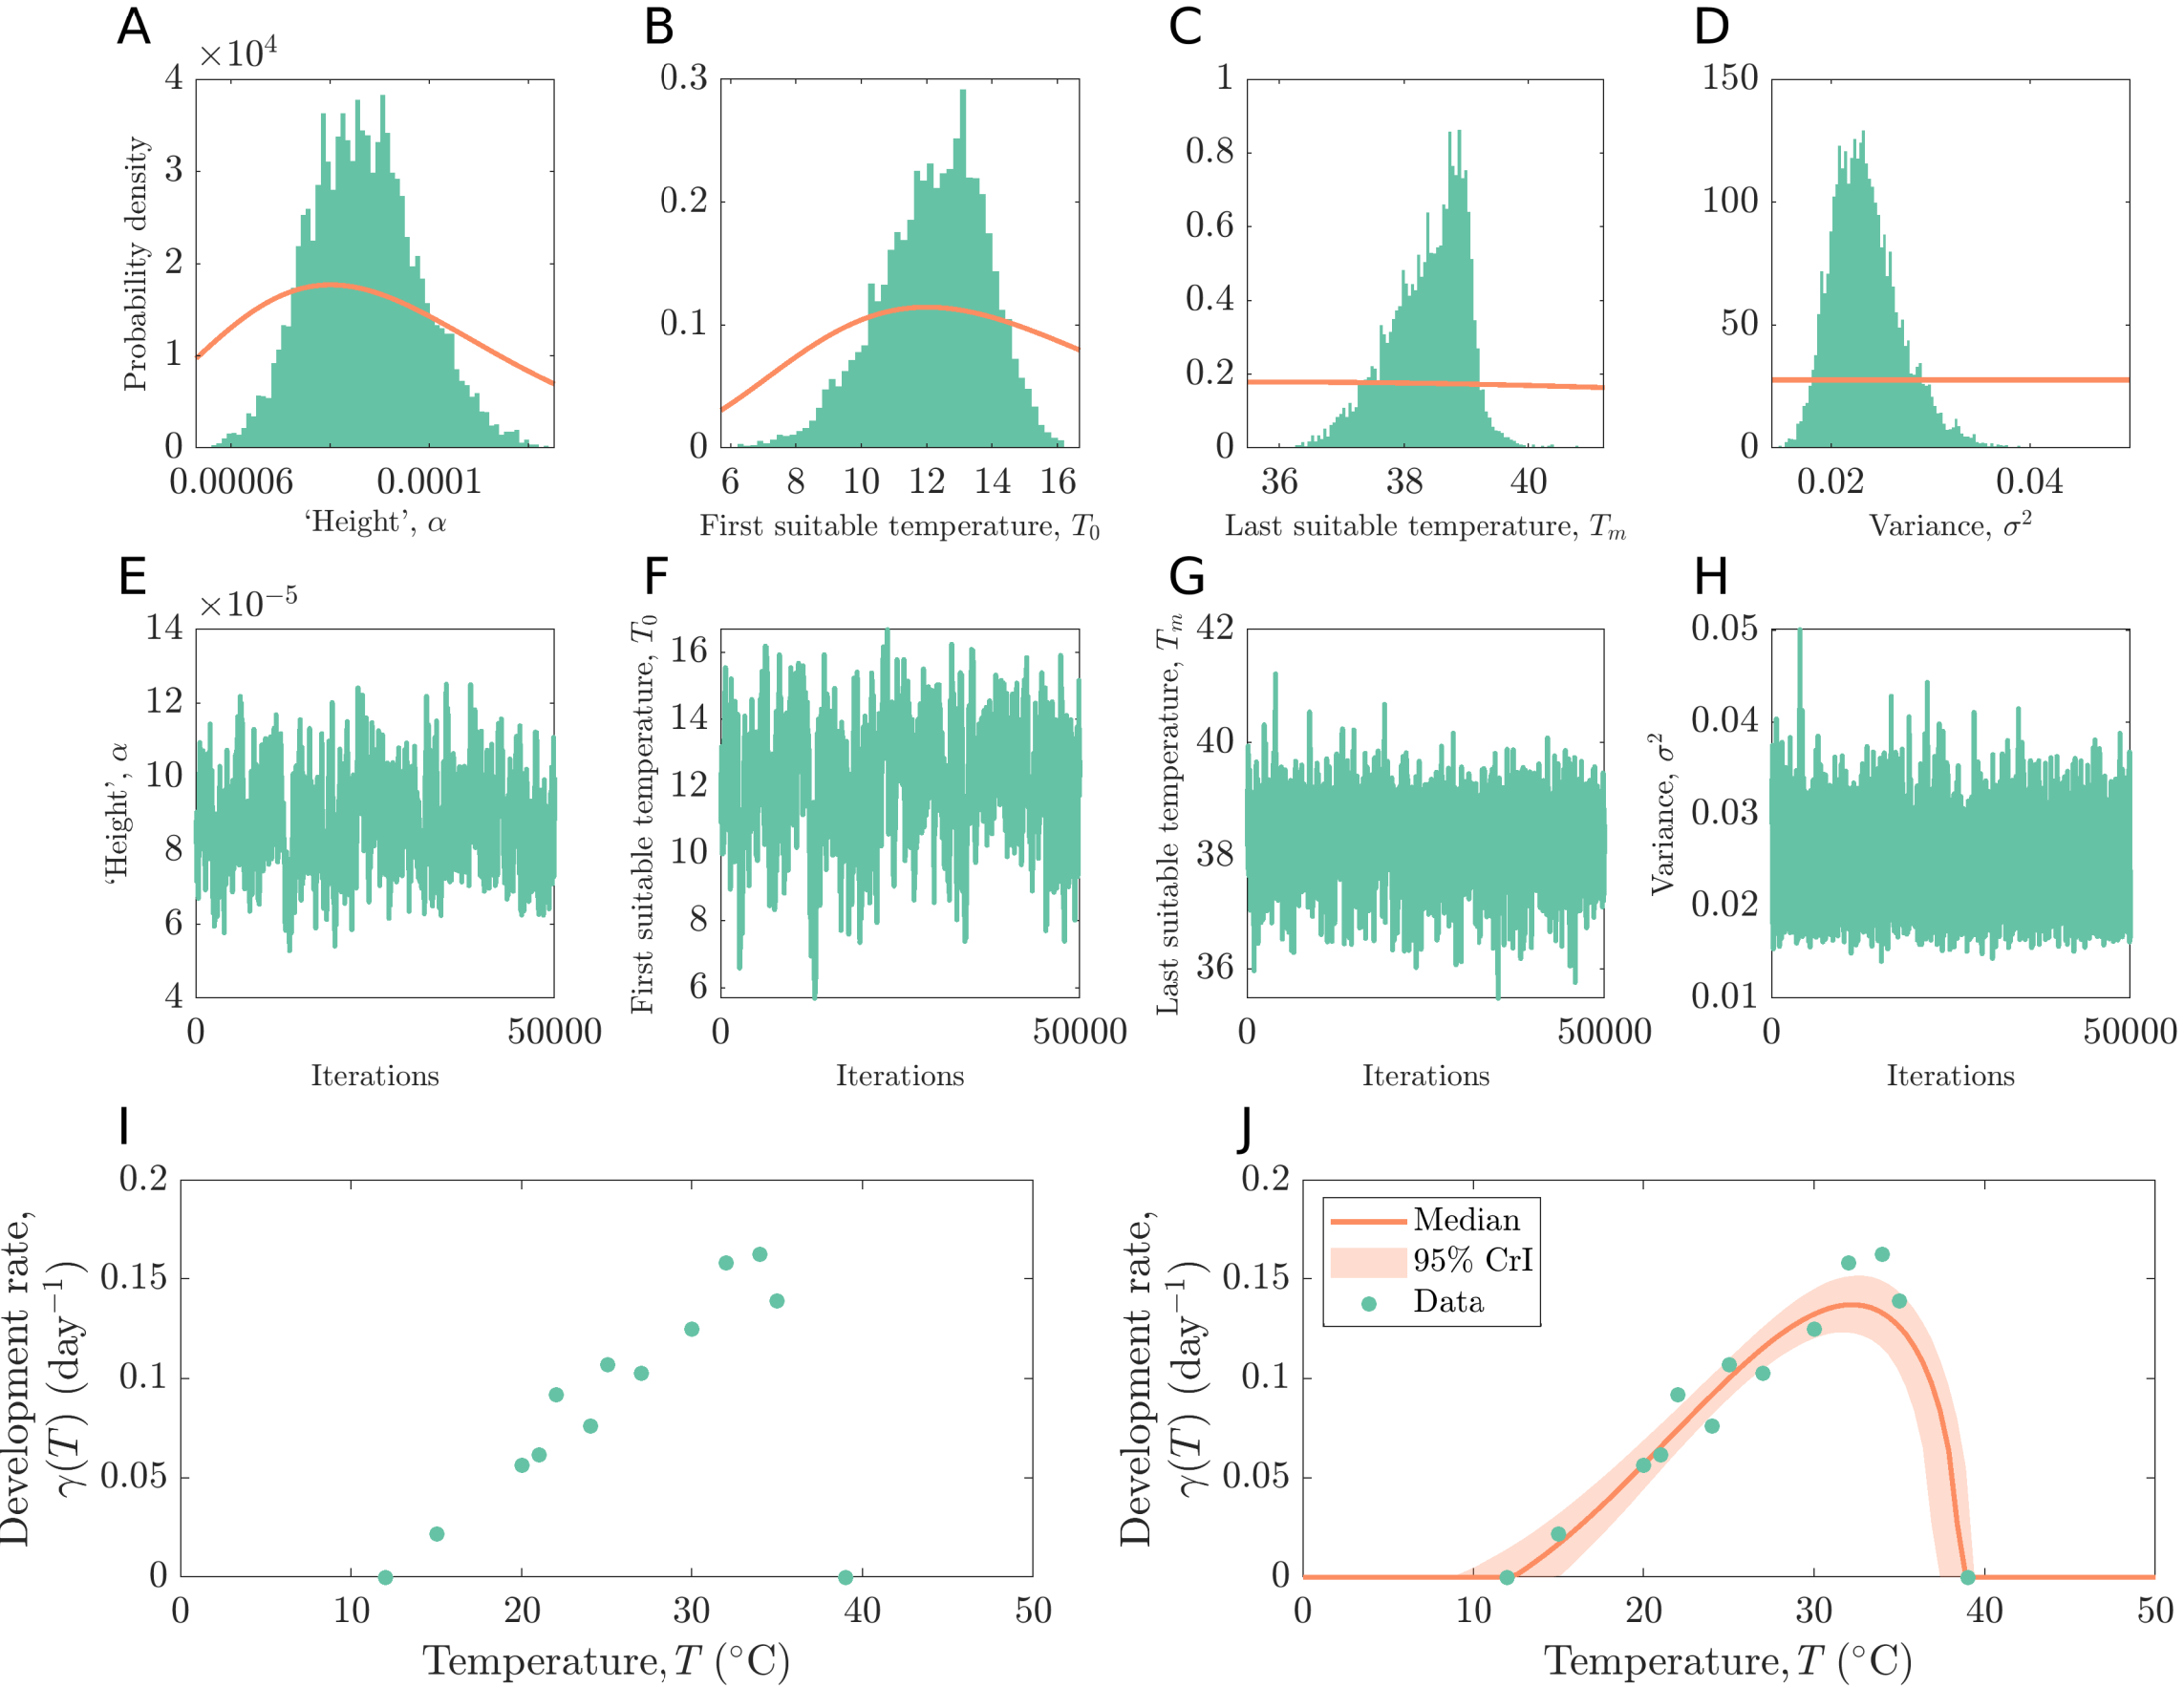 A
B
C
D
×10⁴
4
3
2
1
0
Probability density
0.00006
0.0001
‘Height’, α
0.3
0.2
0.1
0
6
8
10
12
14
16
First suitable temperature, T₀
1
0.8
0.6
0.4
0.2
0
36
38
40
Last suitable temperature, Tₘ
150
100
50
0
0.02
0.04
Variance, σ²
E
F
G
H
×10⁻⁵
14
12
10
8
6
4
‘Height’, α
0
50000
Iterations
16
14
12
10
8
6
First suitable temperature, T₀
0
50000
Iterations
42
40
38
36
Last suitable temperature, Tₘ
0
50000
Iterations
0.05
0.04
0.03
0.02
0.01
Variance, σ²
0
50000
Iterations
I
J
0.2
0.15
0.1
0.05
0
Development rate,
γ(T) (day⁻¹)
0
10
20
30
40
50
Temperature, T (°C)
0.2
0.15
0.1
0.05
0
Development rate,
γ(T) (day⁻¹)
Median
95% CrI
Data
0
10
20
30
40
50
Temperature, T (°C)